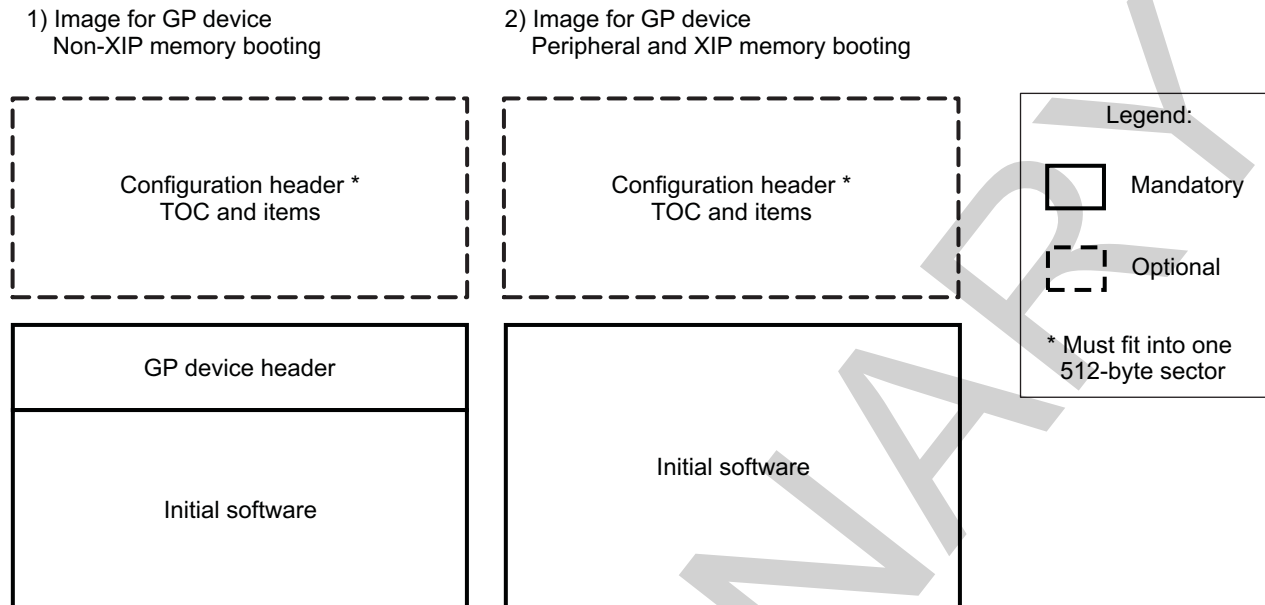 1) Image for GP device
Non-XIP memory booting
2) Image for GP device
Peripheral and XIP memory booting
Configuration header *
TOC and items
Configuration header *
TOC and items
GP device header
Initial software
Initial software
Legend:
Mandatory
Optional
* Must fit into one
512-byte sector
NARY